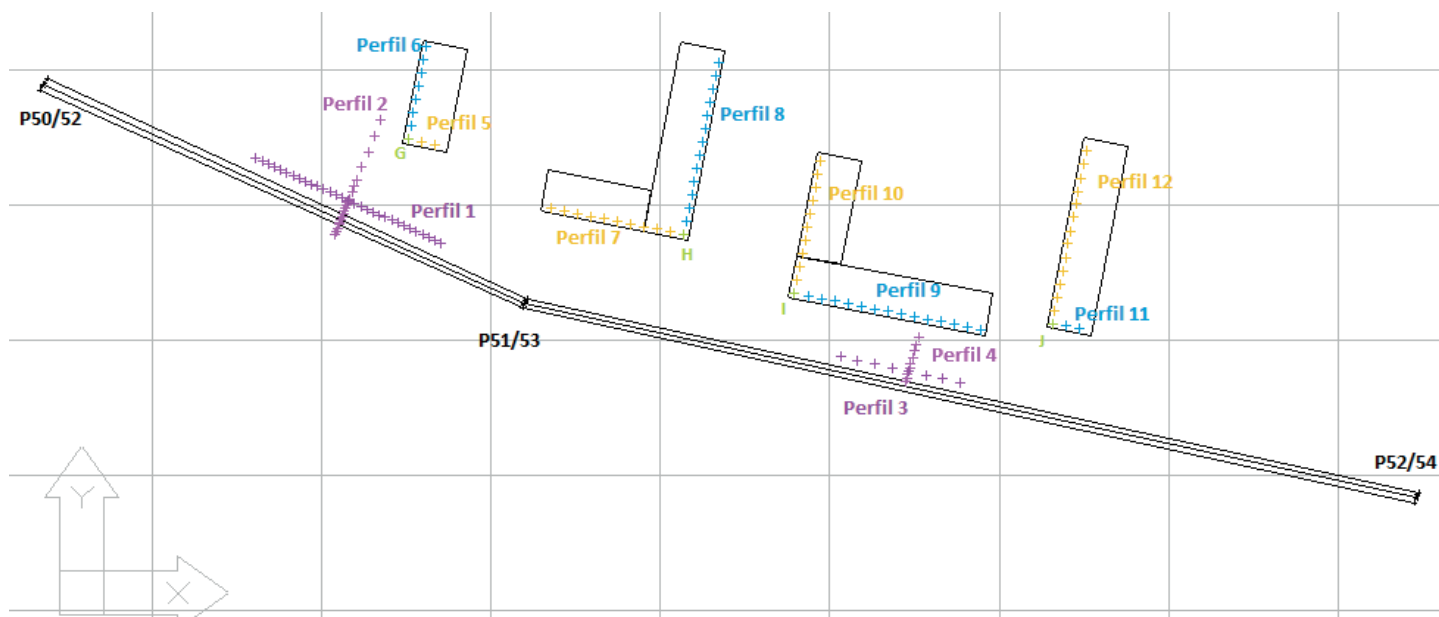 Perfil 6
P50/52
Perfil 2
Perfil 5
G
Perfil 8
Perfil 1
Perfil 7
H
Perfil 10
Perfil 12
Perfil 9
I
Perfil 11
J
P51/53
Perfil 4
Perfil 3
P52/54
Y
X